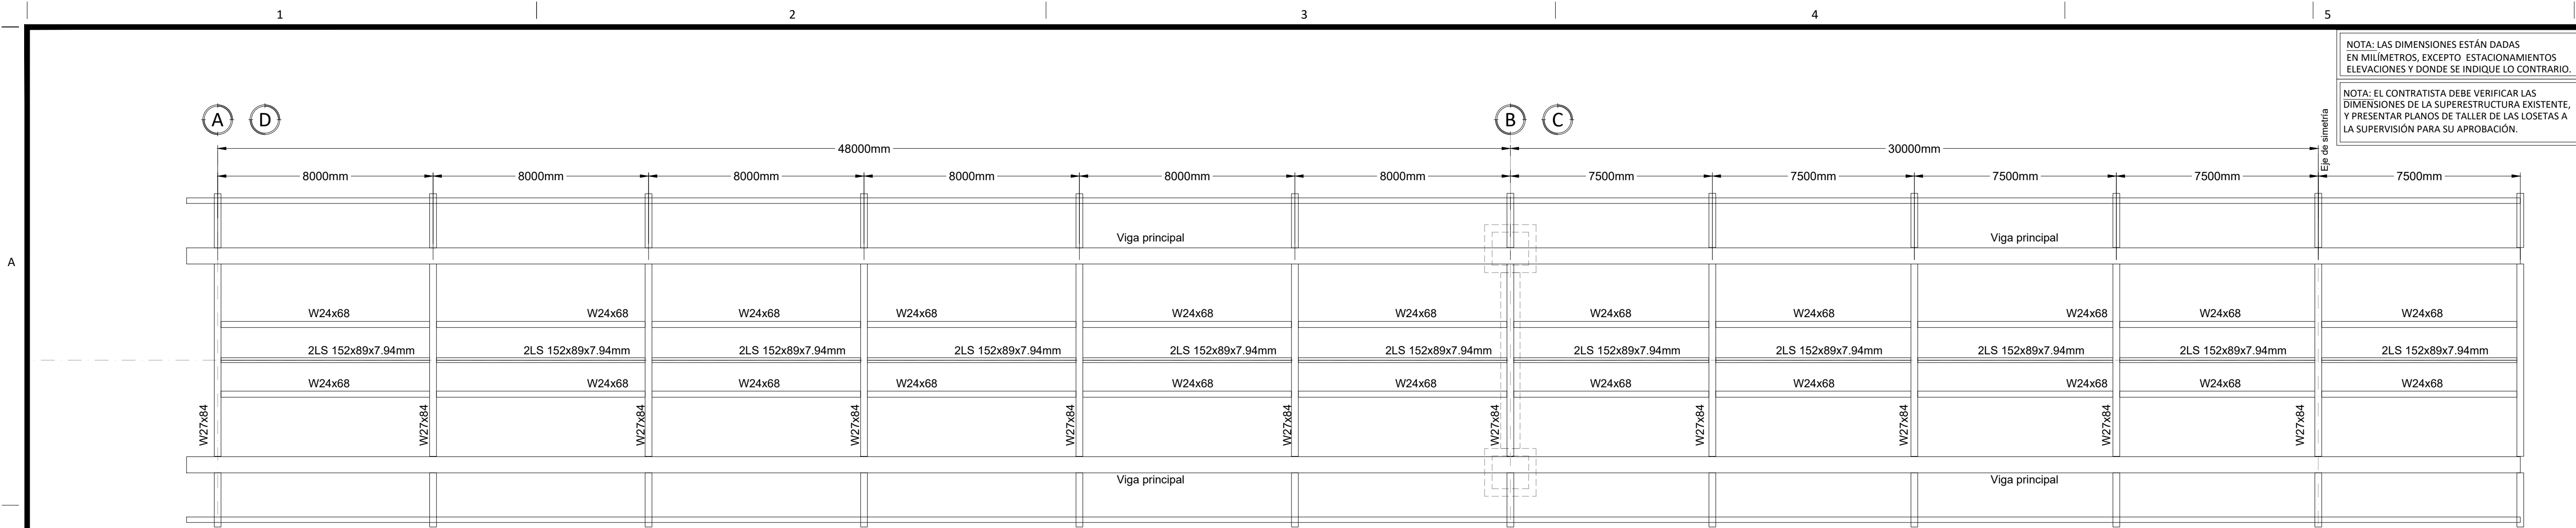 1 2 3 4 5
NOTA: LAS DIMENSIONES ESTÁN DADAS
EN MILÍMETROS, EXCEPTO ESTACIONAMIENTOS
ELEVACIONES Y DONDE SE INDIQUE LO CONTRARIO.
NOTA: EL CONTRATISTA DEBE VERIFICAR LAS
DIMENSIONES DE LA SUPERESTRUCTURA EXISTENTE,
Y PRESENTAR PLANOS DE TALLER DE LAS LOSETAS A
LA SUPERVISIÓN PARA SU APROBACIÓN.
A D B C
Eje de simetría
48000mm 30000mm
8000mm 8000mm 8000mm 8000mm 8000mm 8000mm 7500mm 7500mm 7500mm 7500mm 7500mm
Viga principal Viga principal
A
W24x68 W24x68 W24x68 W24x68 W24x68 W24x68 W24x68 W24x68 W24x68 W24x68 W24x68
2LS 152x89x7.94mm 2LS 152x89x7.94mm 2LS 152x89x7.94mm 2LS 152x89x7.94mm 2LS 152x89x7.94mm 2LS 152x89x7.94mm 2LS 152x89x7.94mm 2LS 152x89x7.94mm 2LS 152x89x7.94mm 2LS 152x89x7.94mm 2LS 152x89x7.94mm
W24x68 W24x68 W24x68 W24x68 W24x68 W24x68 W24x68 W24x68 W24x68 W24x68 W24x68
W27x84 W27x84 W27x84 W27x84 W27x84 W27x84 W27x84 W27x84 W27x84 W27x84 W27x84
Viga principal Viga principal